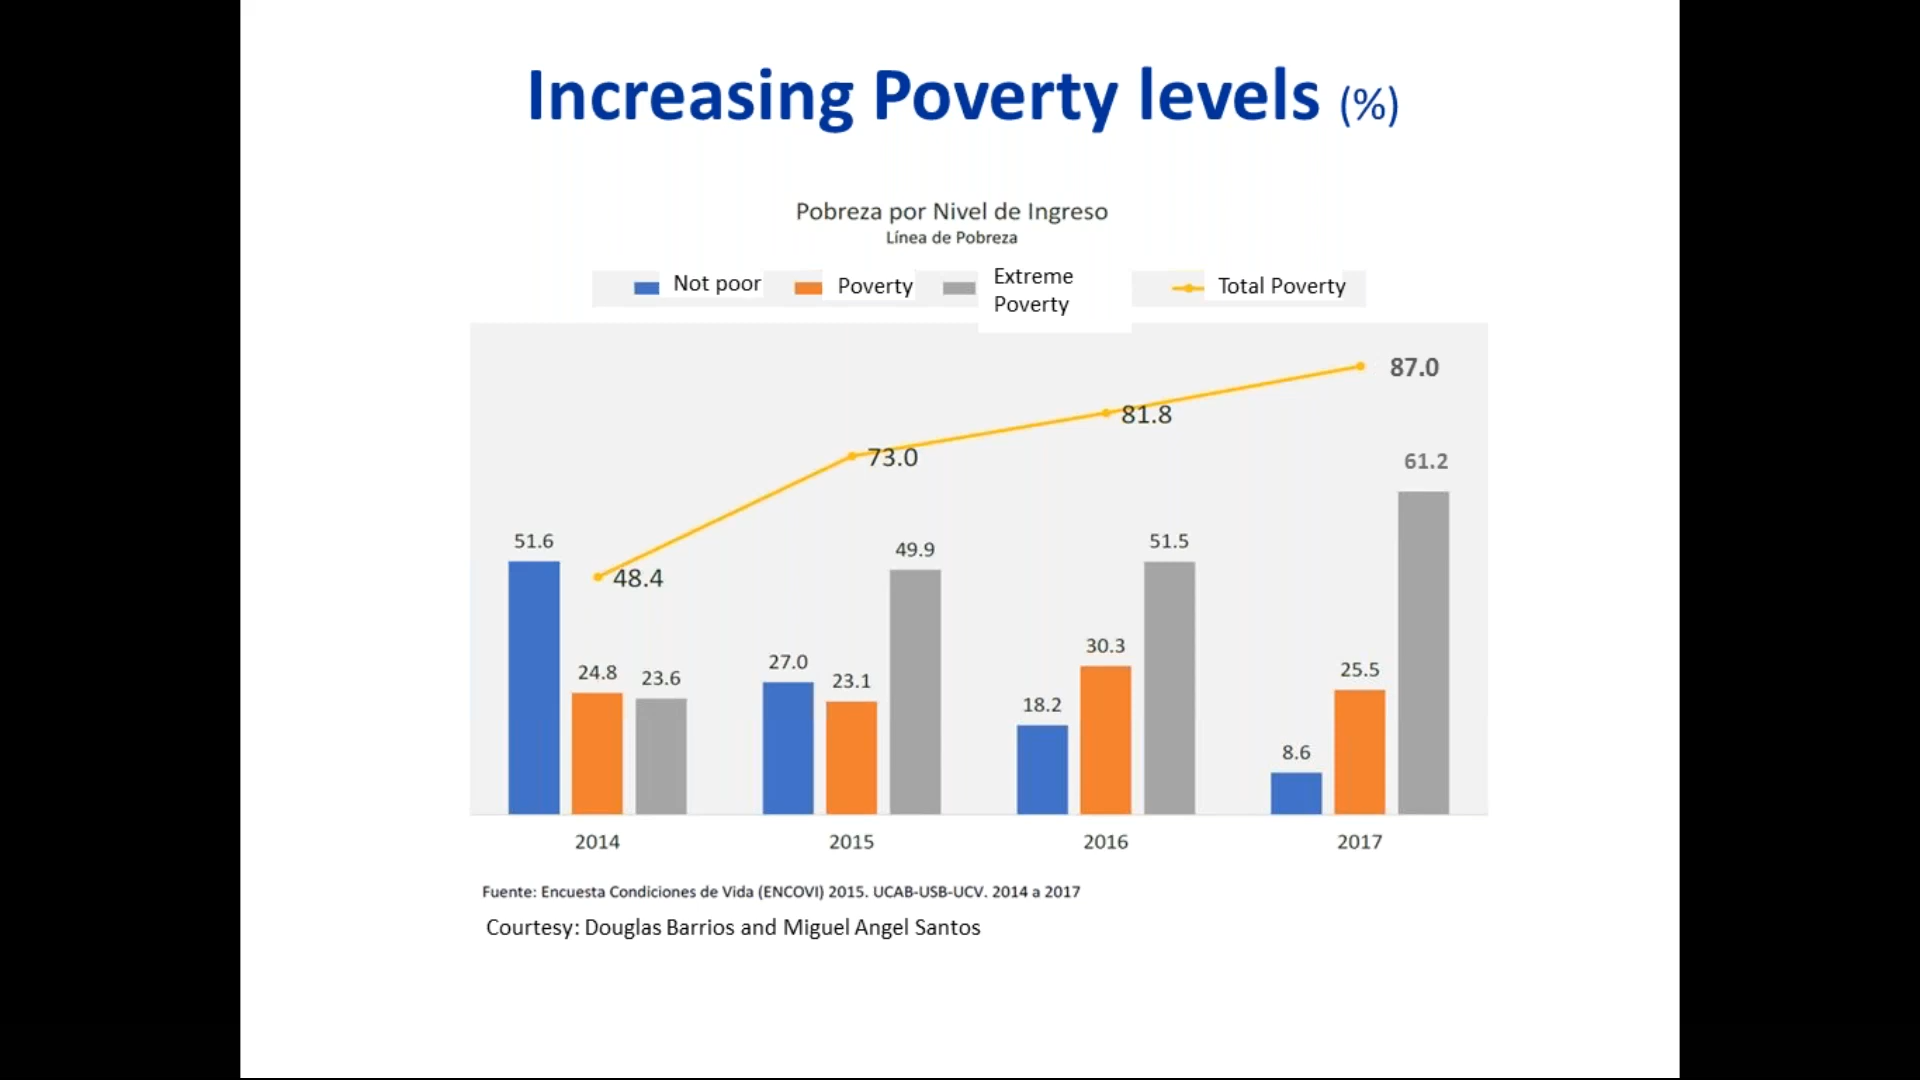 Increasing Poverty levels (%)
Pobreza por Nivel de Ingreso
Línea de Pobreza
Not poor
Poverty
Extreme
Poverty
Total Poverty
87.0
81.8
73.0
61.2
51.6
48.4
49.9
51.5
24.8
23.6
27.0
23.1
18.2
30.3
8.6
25.5
2014
2015
2016
2017
Fuente: Encuesta Condiciones de Vida (ENCOVI) 2015. UCAB-USB-UCV. 2014 a 2017
Courtesy: Douglas Barrios and Miguel Angel Santos